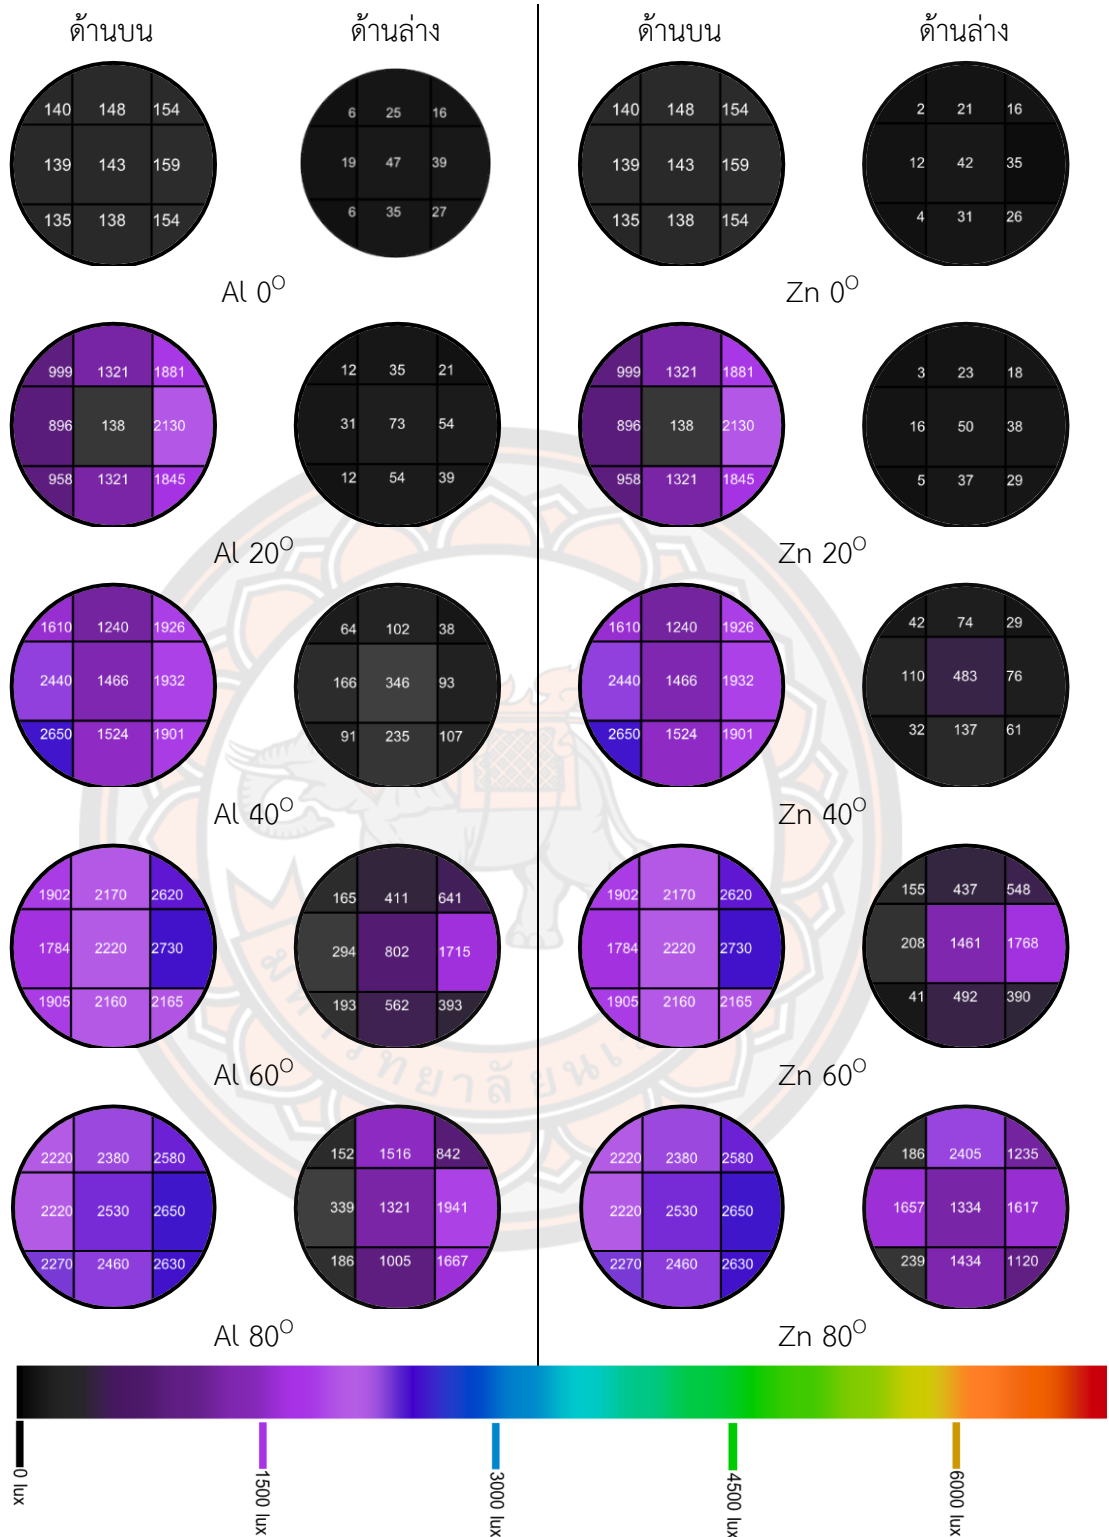 ด้านบน ด้านล่าง ด้านบน ด้านล่าง
140 148 154 6 25 16 140 148 154 2 21 16
139 143 159 19 47 39 139 143 159 12 42 35
135 138 154 6 35 27 135 138 154 4 31 26
Al 0° Zn 0°
999 1321 1881 12 35 21 999 1321 1881 3 23 18
896 138 2130 31 73 54 896 138 2130 16 50 38
958 1321 1845 12 54 39 958 1321 1845 5 37 29
Al 20° Zn 20°
1610 1240 1926 64 102 38 1610 1240 1926 42 74 29
2440 1466 1932 166 346 93 2440 1466 1932 110 483 76
2650 1524 1901 91 235 107 2650 1524 1901 32 137 61
Al 40° Zn 40°
1902 2170 2620 165 411 641 1902 2170 2620 155 437 548
1784 2220 2730 294 802 1715 1784 2220 2730 208 1461 1768
1905 2160 2165 193 562 393 1905 2160 2165 41 492 390
Al 60° Zn 60°
2220 2380 2580 152 1516 842 2220 2380 2580 186 2405 1235
2220 2530 2650 339 1321 1941 2220 2530 2650 1657 1334 1617
2270 2460 2630 186 1005 1667 2270 2460 2630 239 1434 1120
Al 80° Zn 80°
0 lux 1500 lux 3000 lux 4500 lux 6000 lux